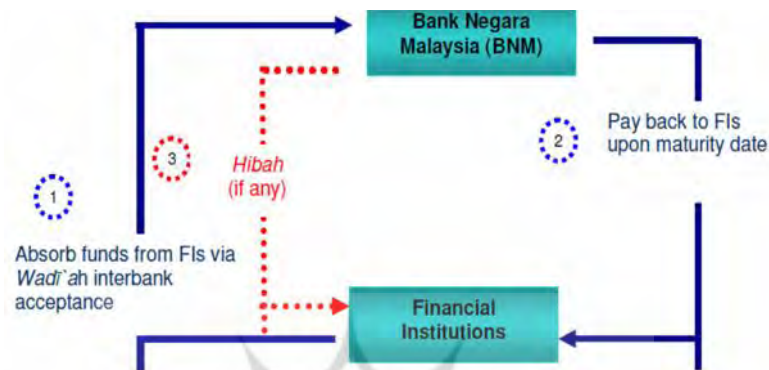 Bank Negara
Malaysia (BNM)
2
Pay back to FIs
upon maturity date
3
Hibah
(if any)
1
Absorb funds from FIs via
Wadī`ah interbank
acceptance
Financial
Institutions